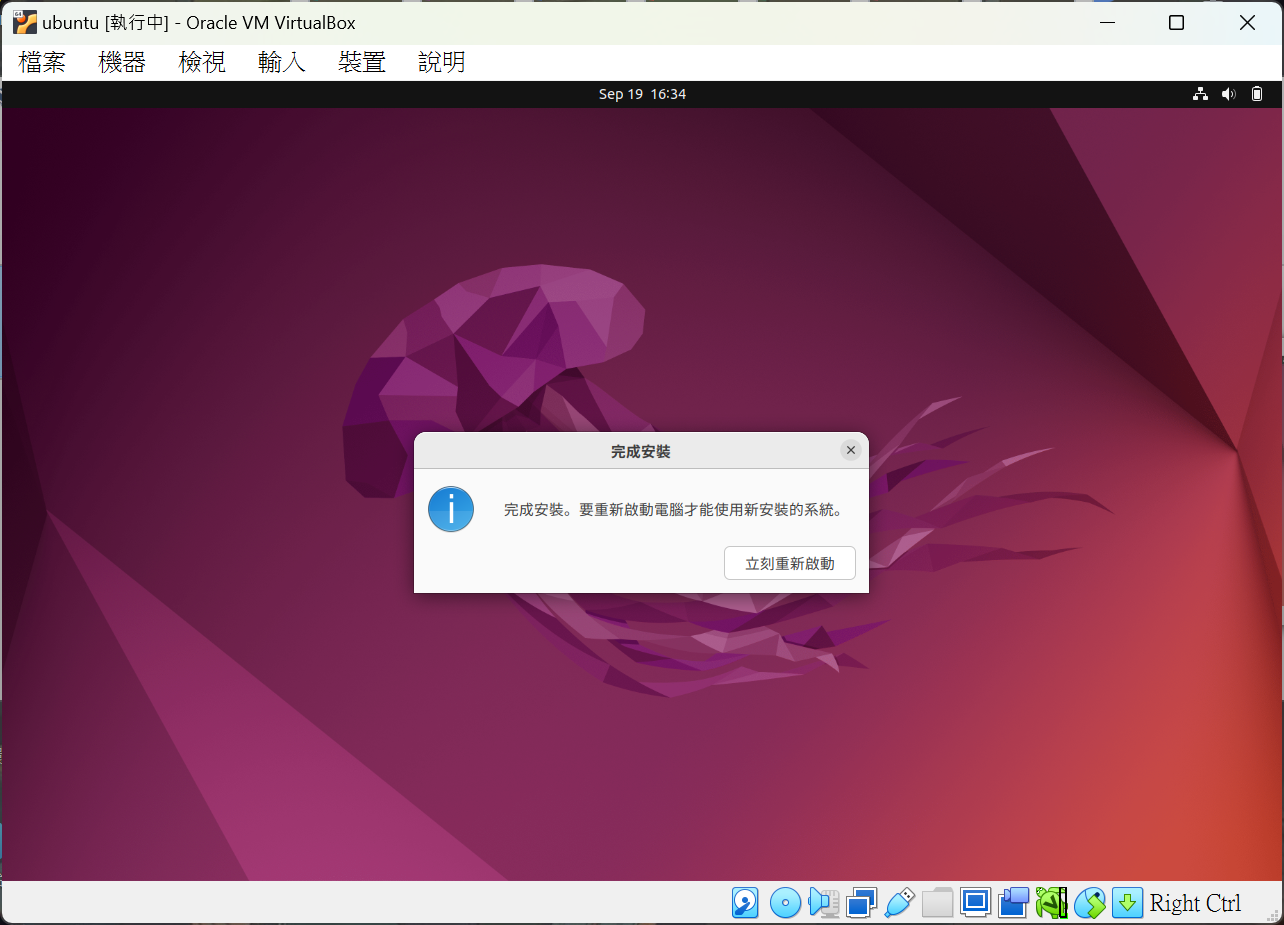 ubuntu [執行中] - Oracle VM VirtualBox
檔案 機器 檢視 輸入 裝置 說明
Sep 19 16:34
完成安裝
完成安裝。要重新啟動電腦才能使用新安裝的系統。
立刻重新啟動
Right Ctrl